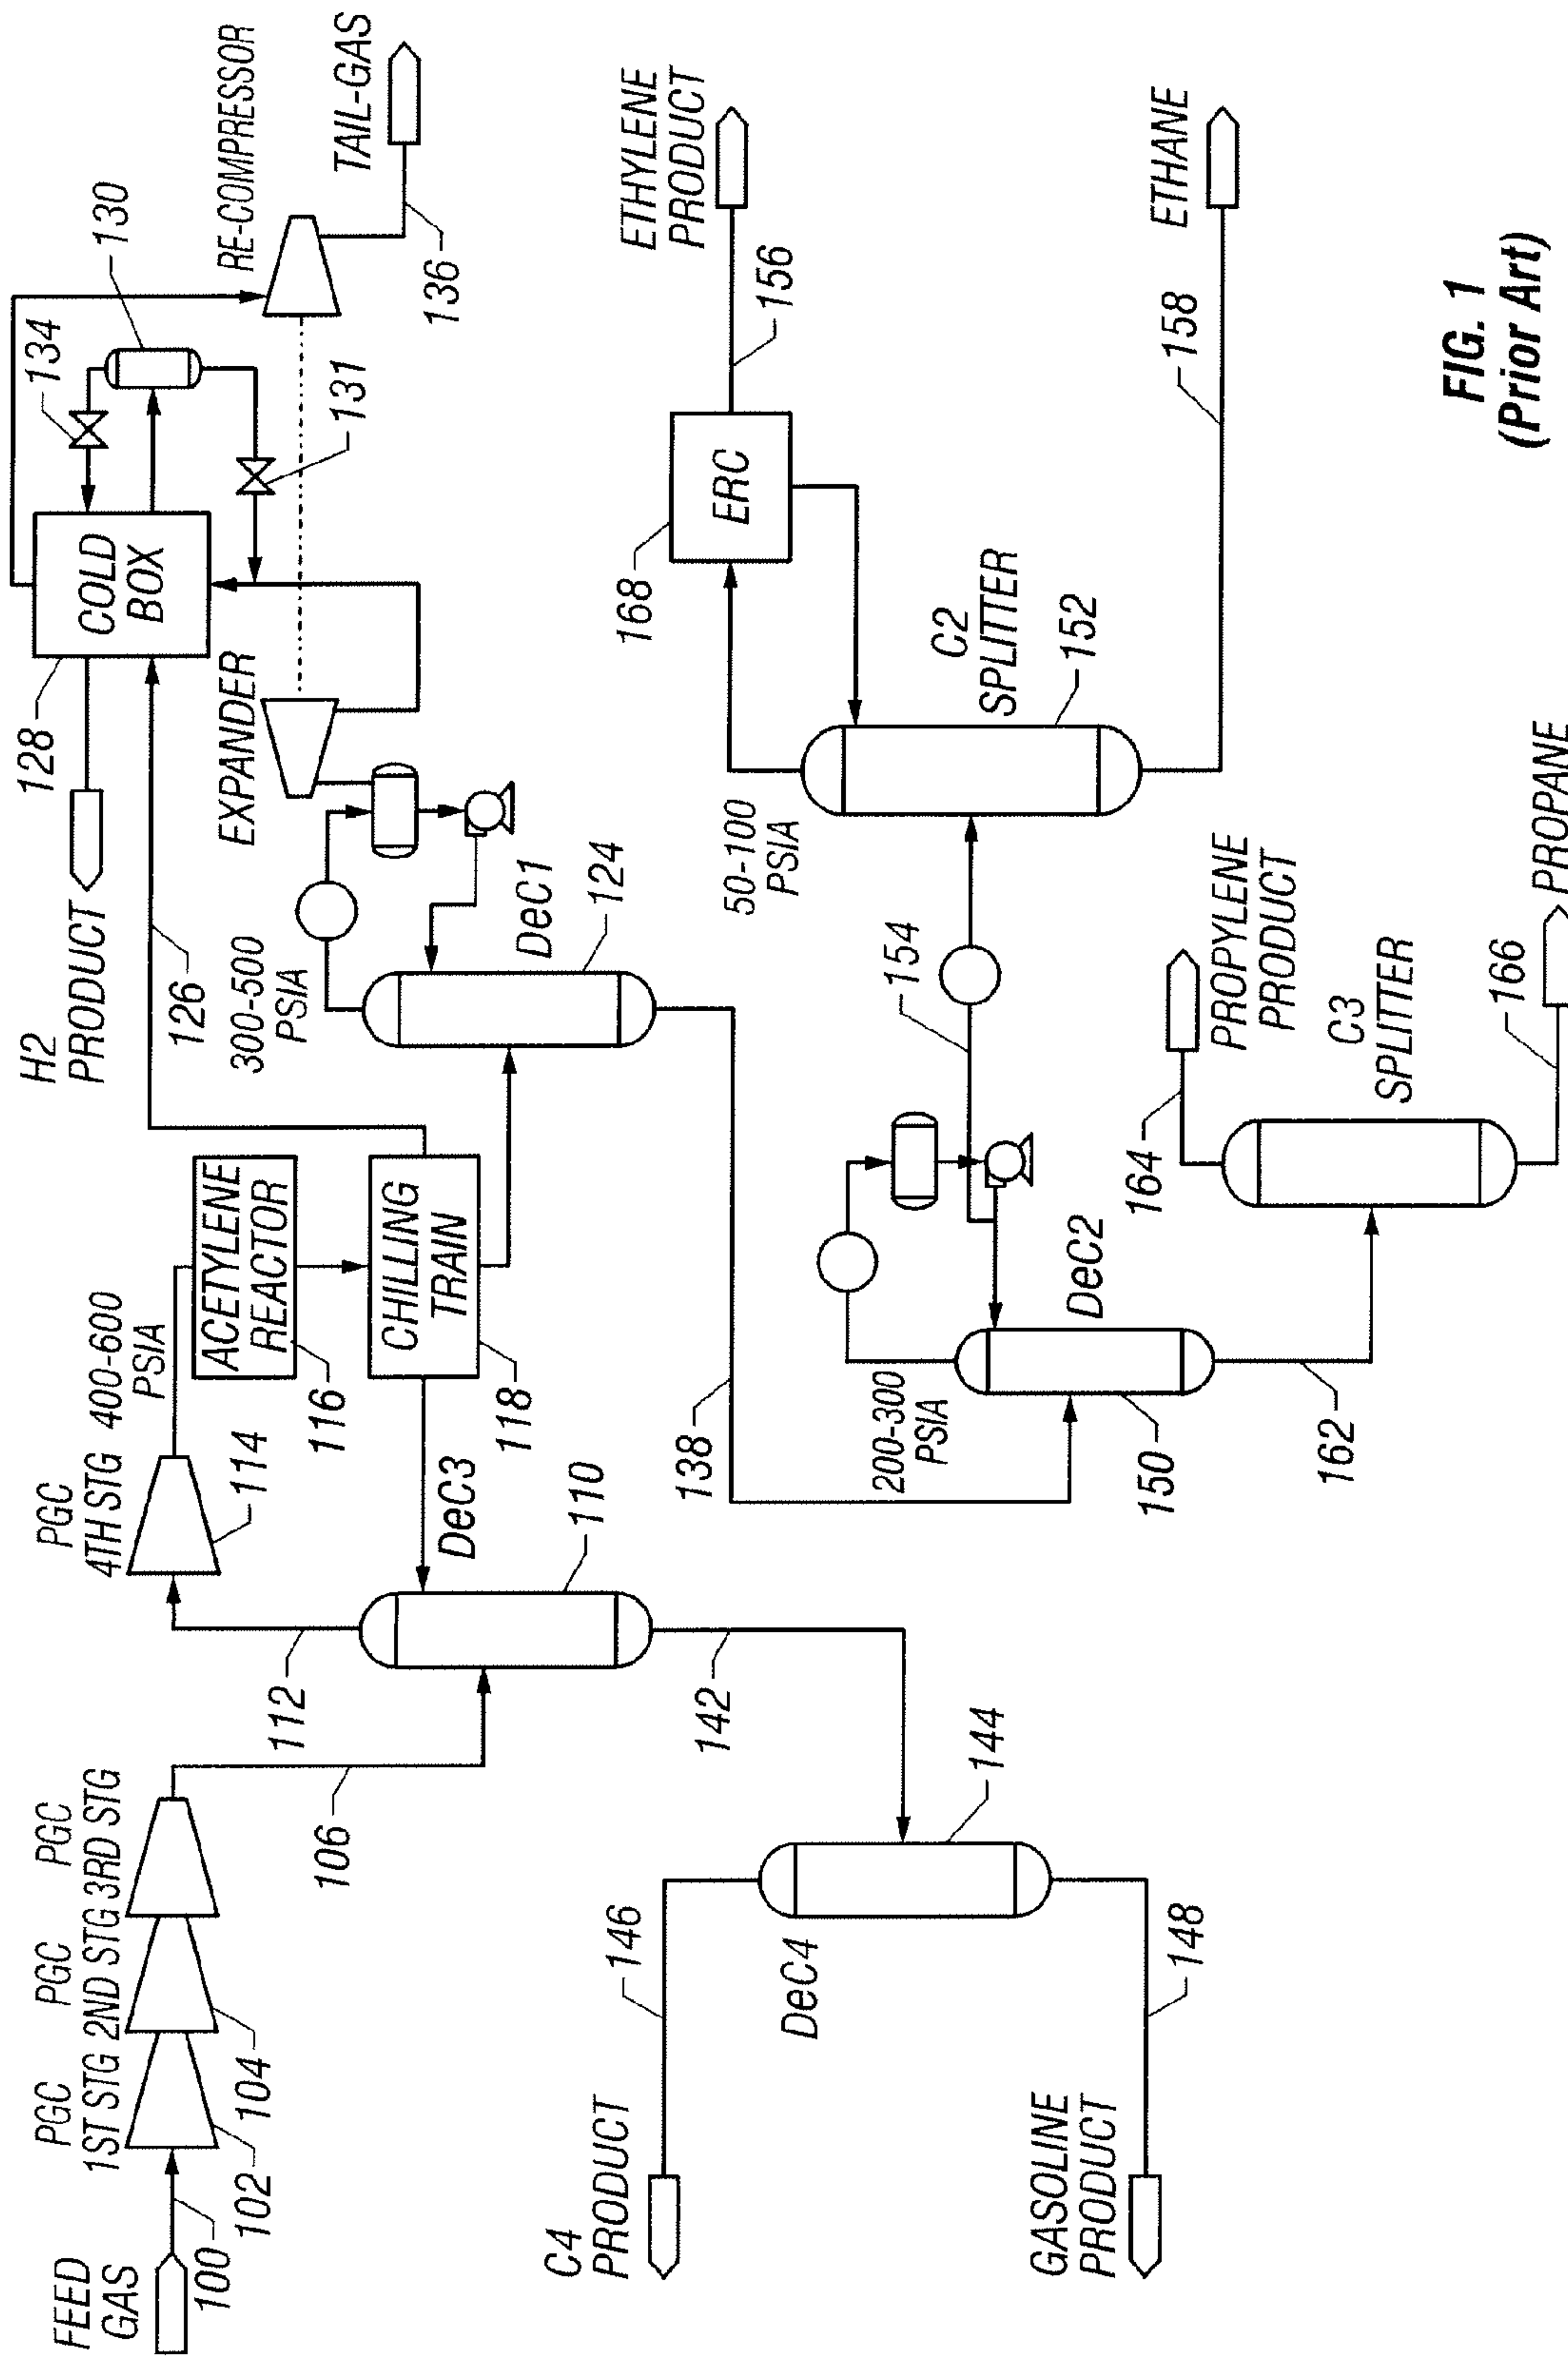 FEED
GAS
100
102
104
PGC
1ST STG
PGC
2ND STG
PGC
3RD STG
106
112
PGC
4TH STG
114
400-600
PSIA
ACETYLENE
REACTOR
116
CHILLING
TRAIN
118
DeC3
110
126
H2
PRODUCT
128
COLD
BOX
134
130
131
RE-COMPRESSOR
TAIL-GAS
136
EXPANDER
300-500
PSIA
DeC1
124
138
142
144
146
C4
PRODUCT
DeC4
148
GASOLINE
PRODUCT
200-300
PSIA
DeC2
150
154
162
50-100
PSIA
C2
SPLITTER
152
168
ERC
156
ETHYLENE
PRODUCT
158
ETHANE
164
PROPYLENE
PRODUCT
C3
SPLITTER
166
PROPANE
FIG. 1
(Prior Art)